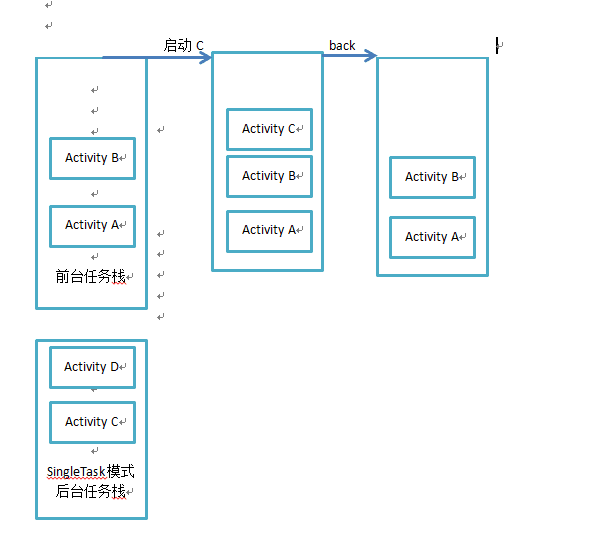 启动 C
back
Activity B
Activity A
前台任务栈
Activity C
Activity B
Activity A
Activity B
Activity A
Activity D
Activity C
SingleTask模式
后台任务栈